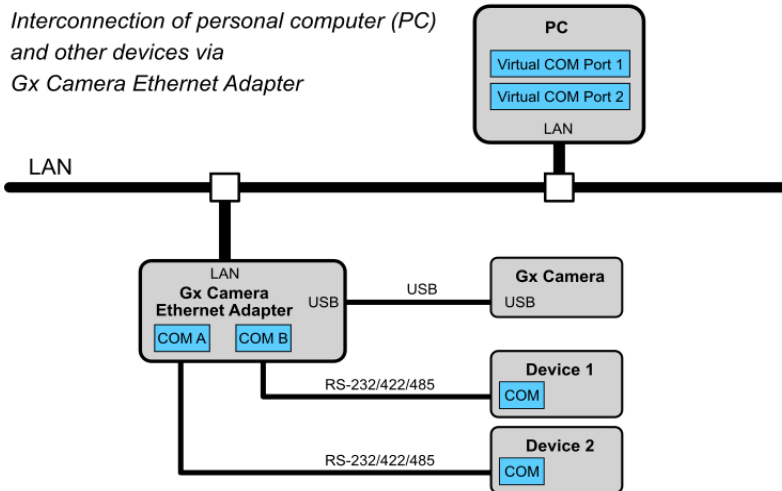 Interconnection of personal computer (PC)
and other devices via
Gx Camera Ethernet Adapter
PC
Virtual COM Port 1
Virtual COM Port 2
LAN
LAN
LAN
Gx Camera
Ethernet Adapter
USB
COM A
COM B
USB
Gx Camera
USB
RS-232/422/485
Device 1
COM
RS-232/422/485
Device 2
COM